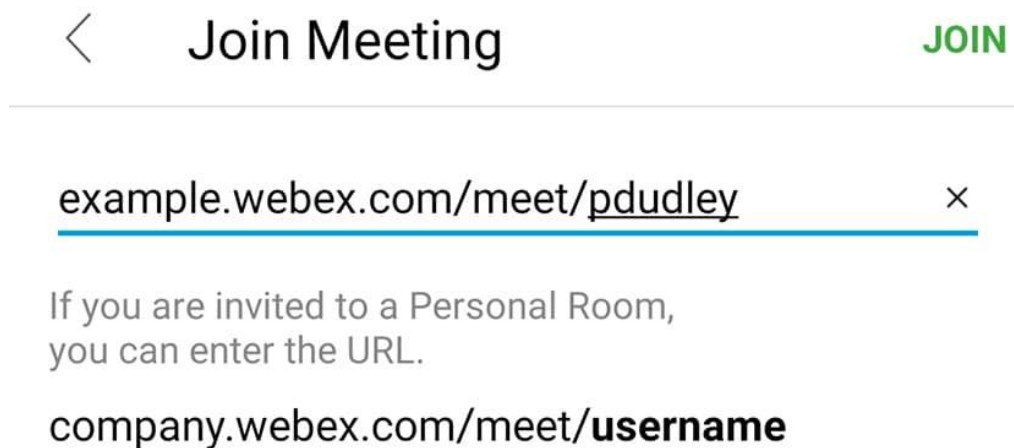 Join Meeting JOIN
example.webex.com/meet/pdudley
If you are invited to a Personal Room,
you can enter the URL.
company.webex.com/meet/username